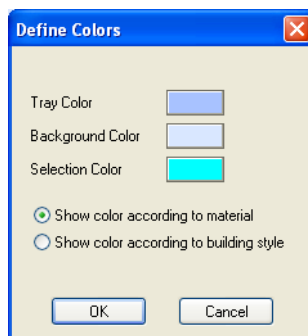 Define Colors
Tray Color
Background Color
Selection Color
Show color according to material
Show color according to building style
OK
Cancel